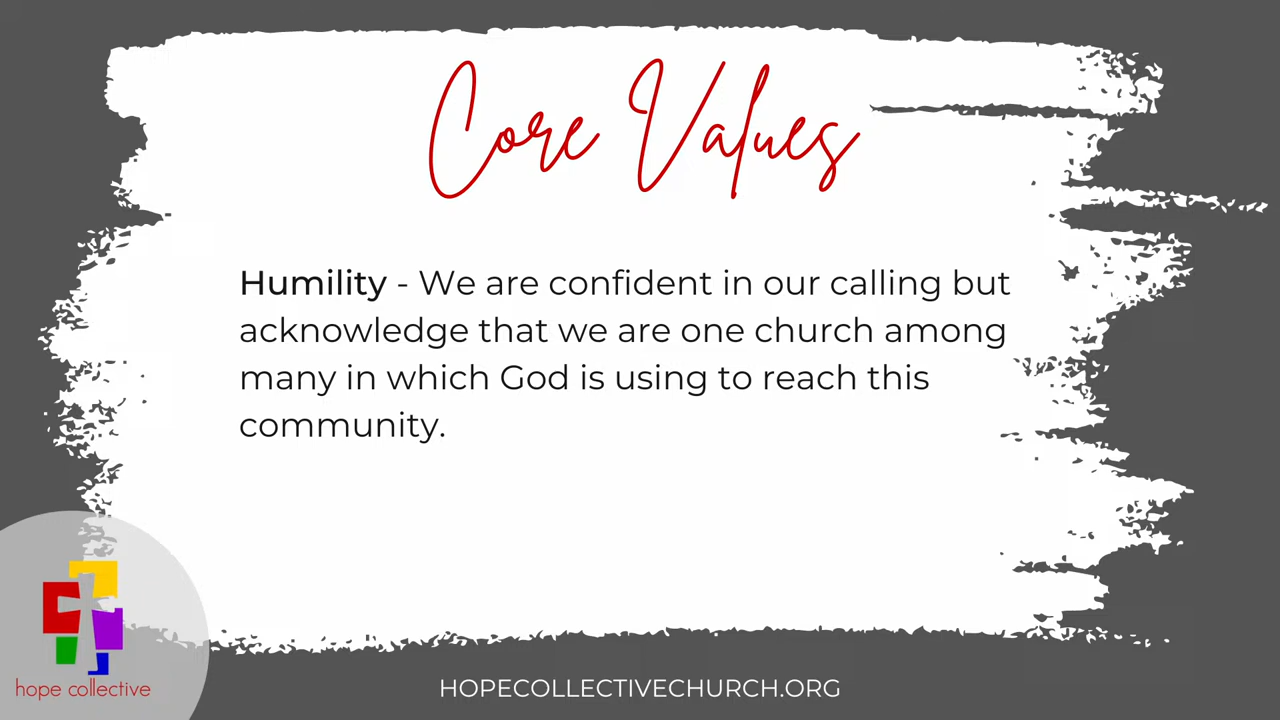 Core Values
Humility - We are confident in our calling but
acknowledge that we are one church among
many in which God is using to reach this
community.
hope collective
HOPECOLLECTIVECHURCH.ORG